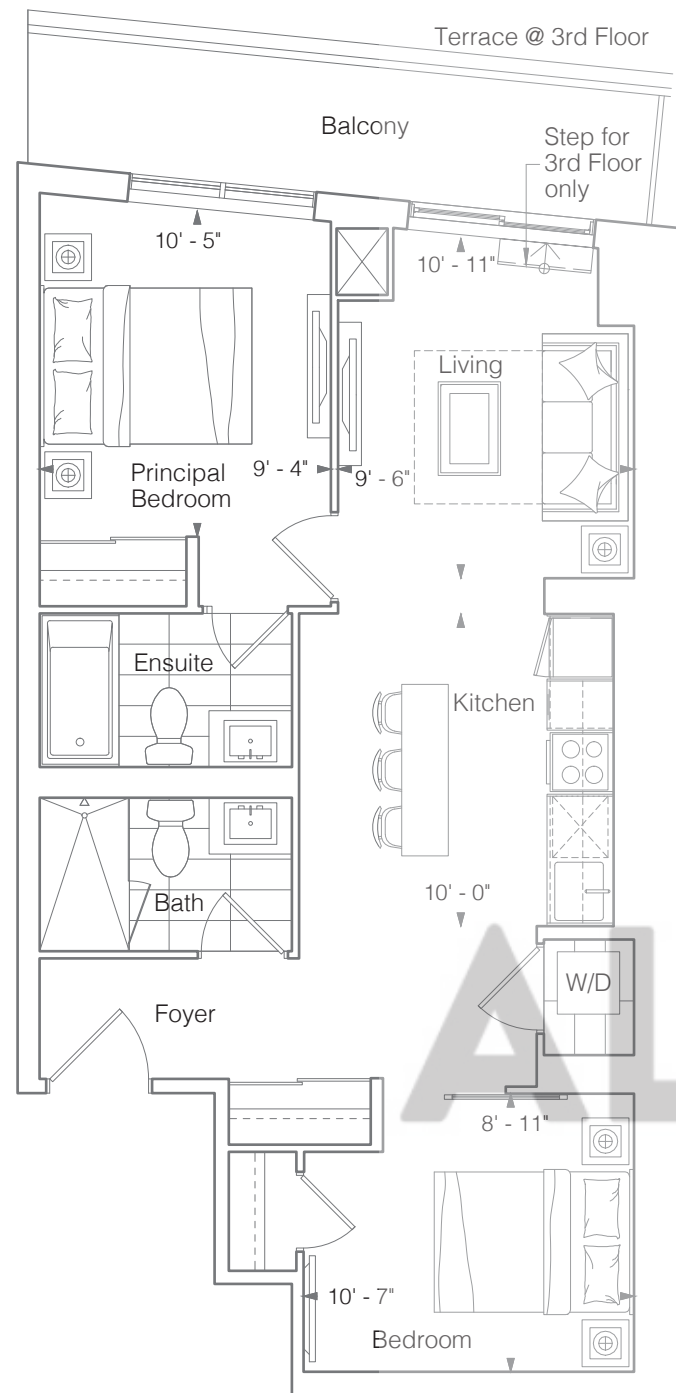 Terrace @ 3rd Floor
Balcony
Step for
3rd Floor
only
10' - 5"
10' - 11"
Living
Principal
Bedroom
9' - 4"
9' - 6"
Ensuite
Kitchen
Bath
10' - 0"
AL
W/D
Foyer
8' - 11"
10' - 7"
Bedroom